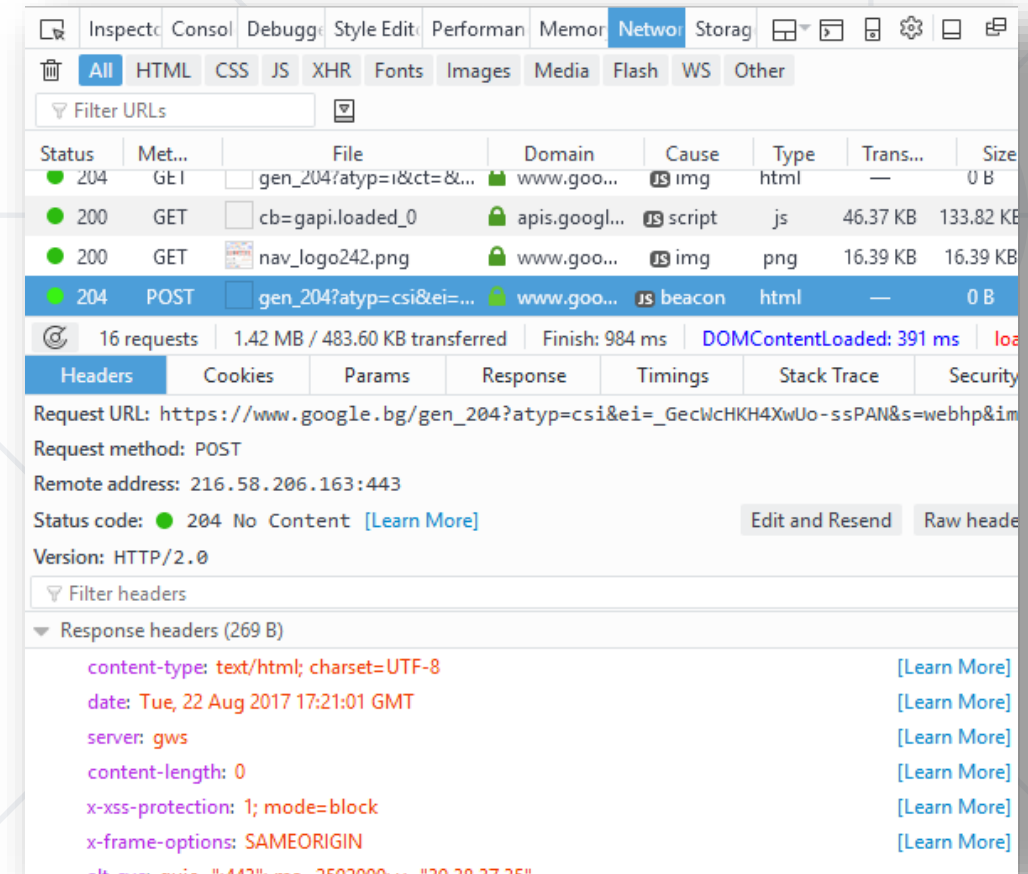 Inspecto Consol Debugge Style Edito Performan Memor Networ Storag
All HTML CSS JS XHR Fonts Images Media Flash WS Other
Filter URLs
Status Met... File Domain Cause Type Trans... Size
204 GET gen_204?atyp=i&ct=&... www.goo... JS img html — 0 B
200 GET cb=gapi.loaded_0 apis.googl... JS script js 46.37 KB 133.82 KB
200 GET nav_logo242.png www.goo... JS img png 16.39 KB 16.39 KB
204 POST gen_204?atyp=csi&ei=... www.goo... JS beacon html — 0 B
16 requests 1.42 MB / 483.60 KB transferred Finish: 984 ms DOMContentLoaded: 391 ms loa
Headers Cookies Params Response Timings Stack Trace Security
Request URL: https://www.google.bg/gen_204?atyp=csi&ei=_GecWcHKH4XwUo-ssPAN&s=webhp&im
Request method: POST
Remote address: 216.58.206.163:443
Status code: 204 No Content [Learn More] Edit and Resend Raw heade
Version: HTTP/2.0
Filter headers
Response headers (269 B)
content-type: text/html; charset=UTF-8 [Learn More]
date: Tue, 22 Aug 2017 17:21:01 GMT [Learn More]
server: gws [Learn More]
content-length: 0 [Learn More]
x-xss-protection: 1; mode=block [Learn More]
x-frame-options: SAMEORIGIN [Learn More]